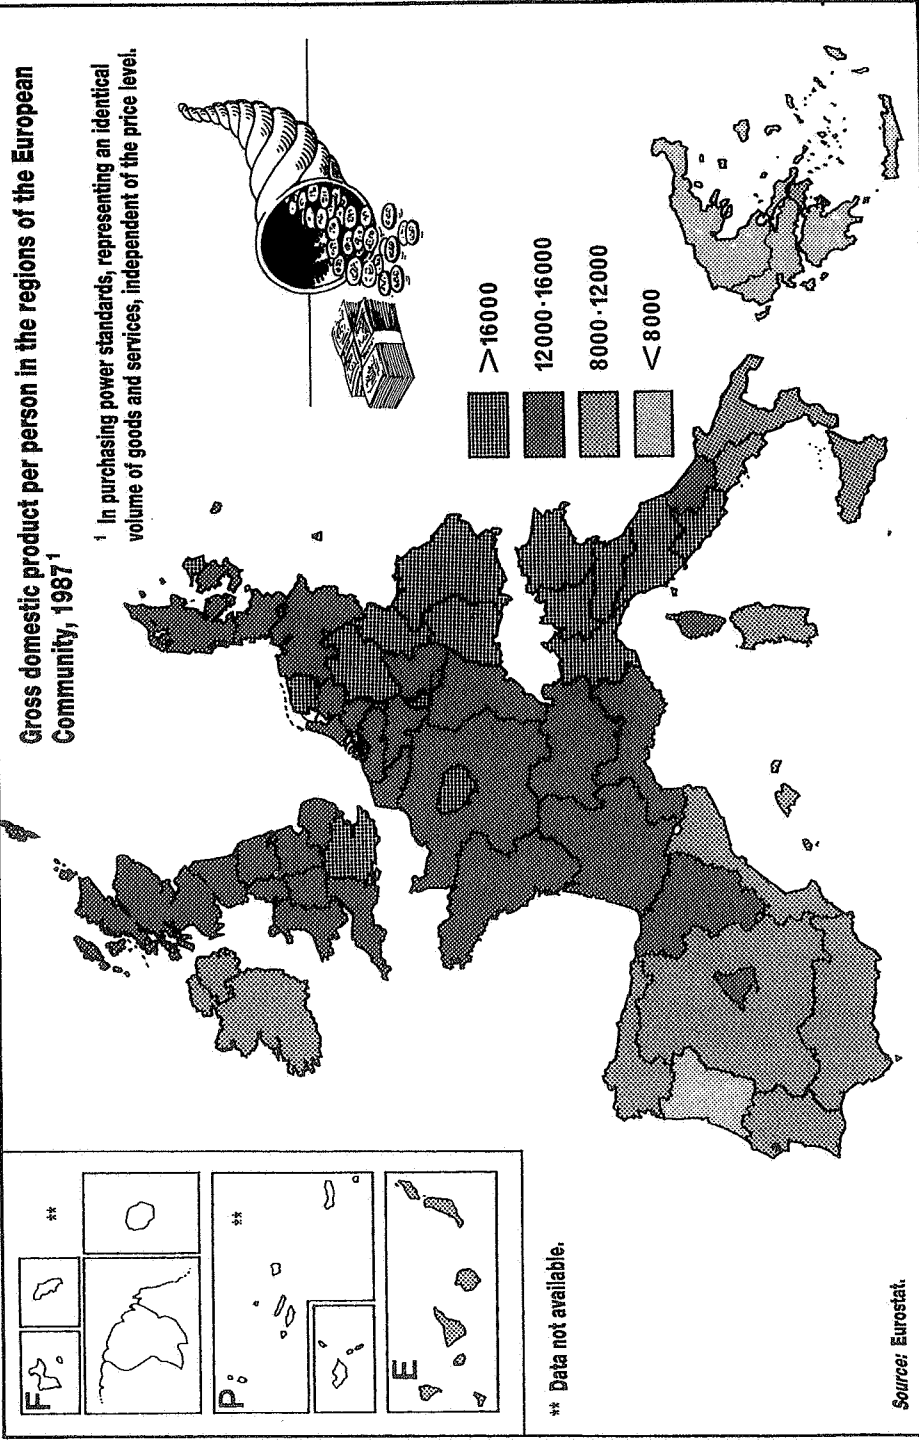 Gross domestic product per person in the regions of the European
Community, 1987¹
¹ In purchasing power standards, representing an identical
volume of goods and services, independent of the price level.
>16000
12000-16000
8000-12000
<8000
F
**
P
**
E
** Data not available.
Source: Eurostat.